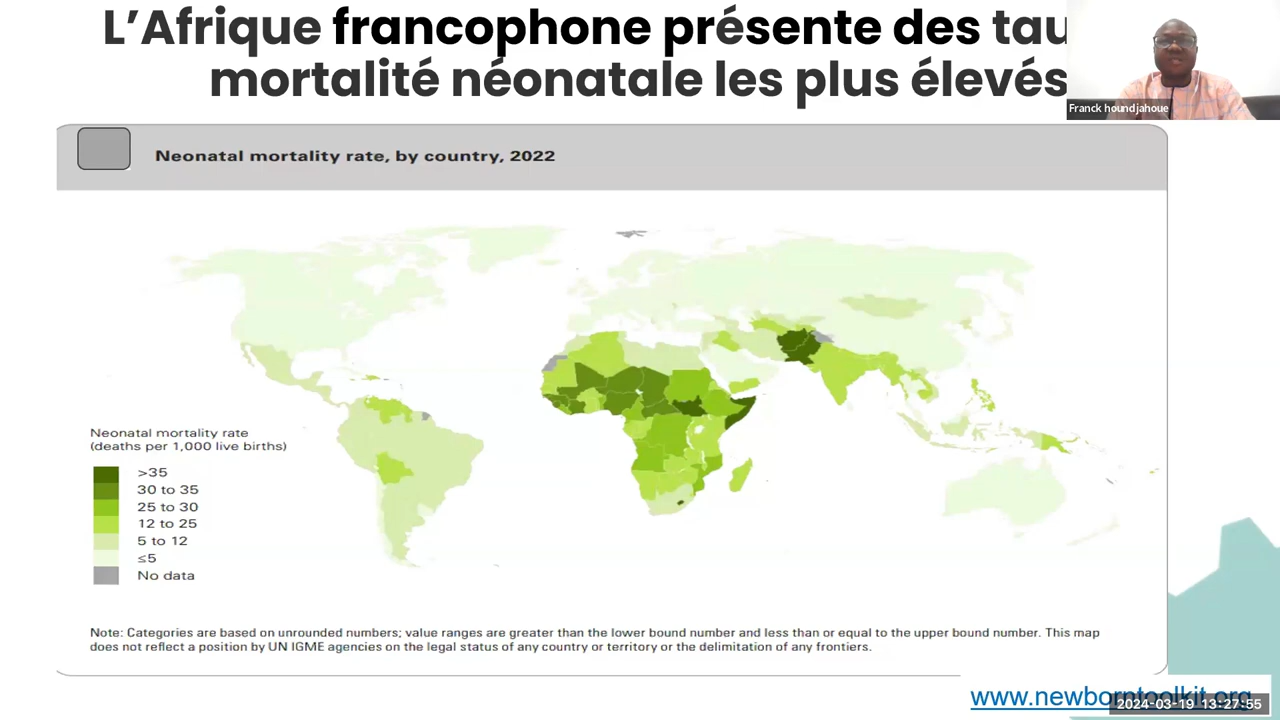 L’Afrique francophone présente des
mortalité néonatale les plus élevés
Franck houndjahoue
Neonatal mortality rate, by country, 2022
Neonatal mortality rate
(deaths per 1,000 live births)
>35
30 to 35
25 to 30
12 to 25
5 to 12
≤5
No data
Note: Categories are based on unrounded numbers; value ranges are greater than the lower bound number and less than or equal to the upper bound number. This map
does not reflect a position by UN IGME agencies on the legal status of any country or territory or the delimitation of any frontiers.
www.newborntoolkit.org
2024-03-19 13:27:55